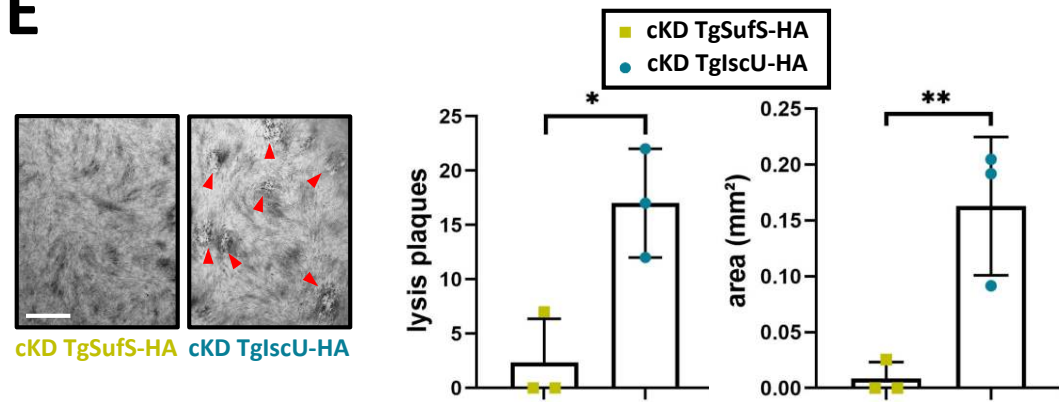 E
cKD TgSufS-HA
cKD TgIscU-HA
cKD TgSufS-HA cKD TgIscU-HA
lysis plaques
25
20
15
10
5
0
*
area (mm²)
0.25
0.20
0.15
0.10
0.05
0.00
**